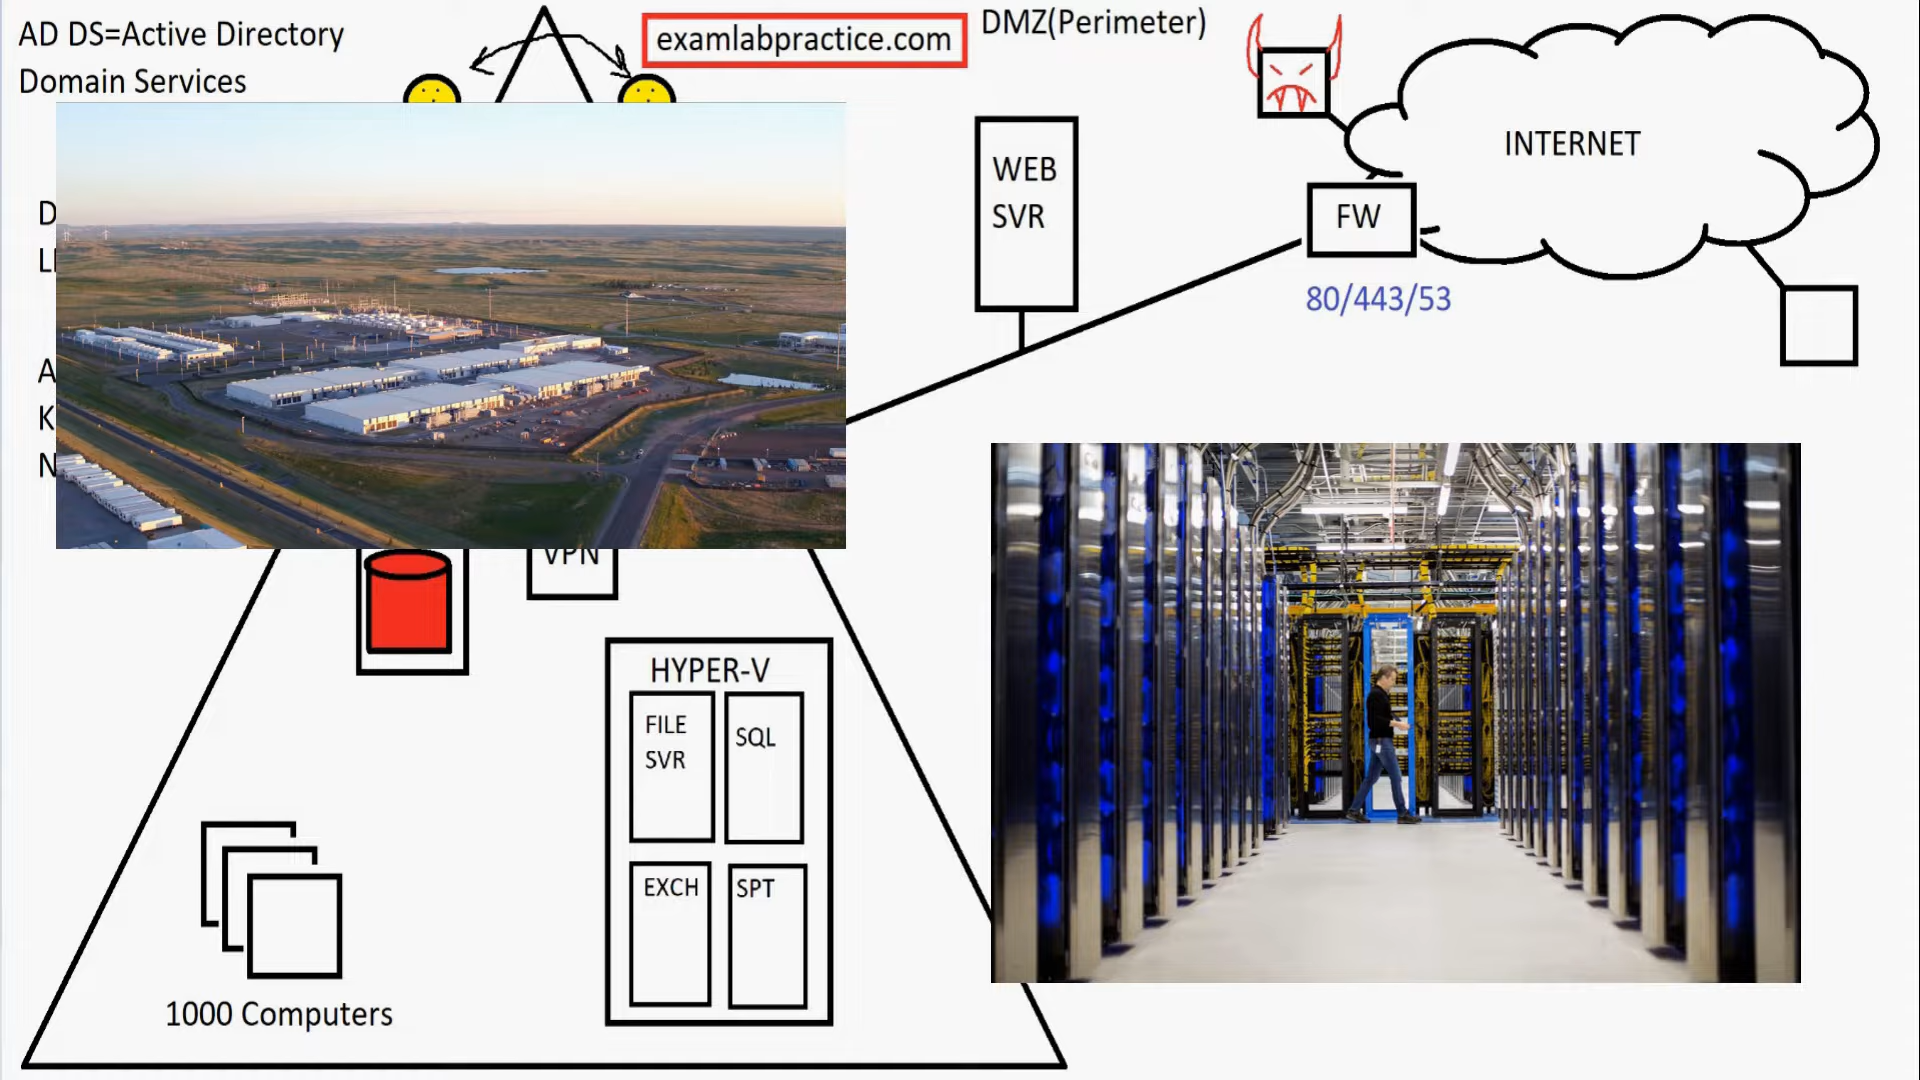 AD DS=Active Directory
Domain Services
examlabpractice.com
DMZ(Perimeter)
INTERNET
WEB
SVR
FW
80/443/53
D
A
K
N
VPN
HYPER-V
FILE
SVR
SQL
EXCH
SPT
1000 Computers